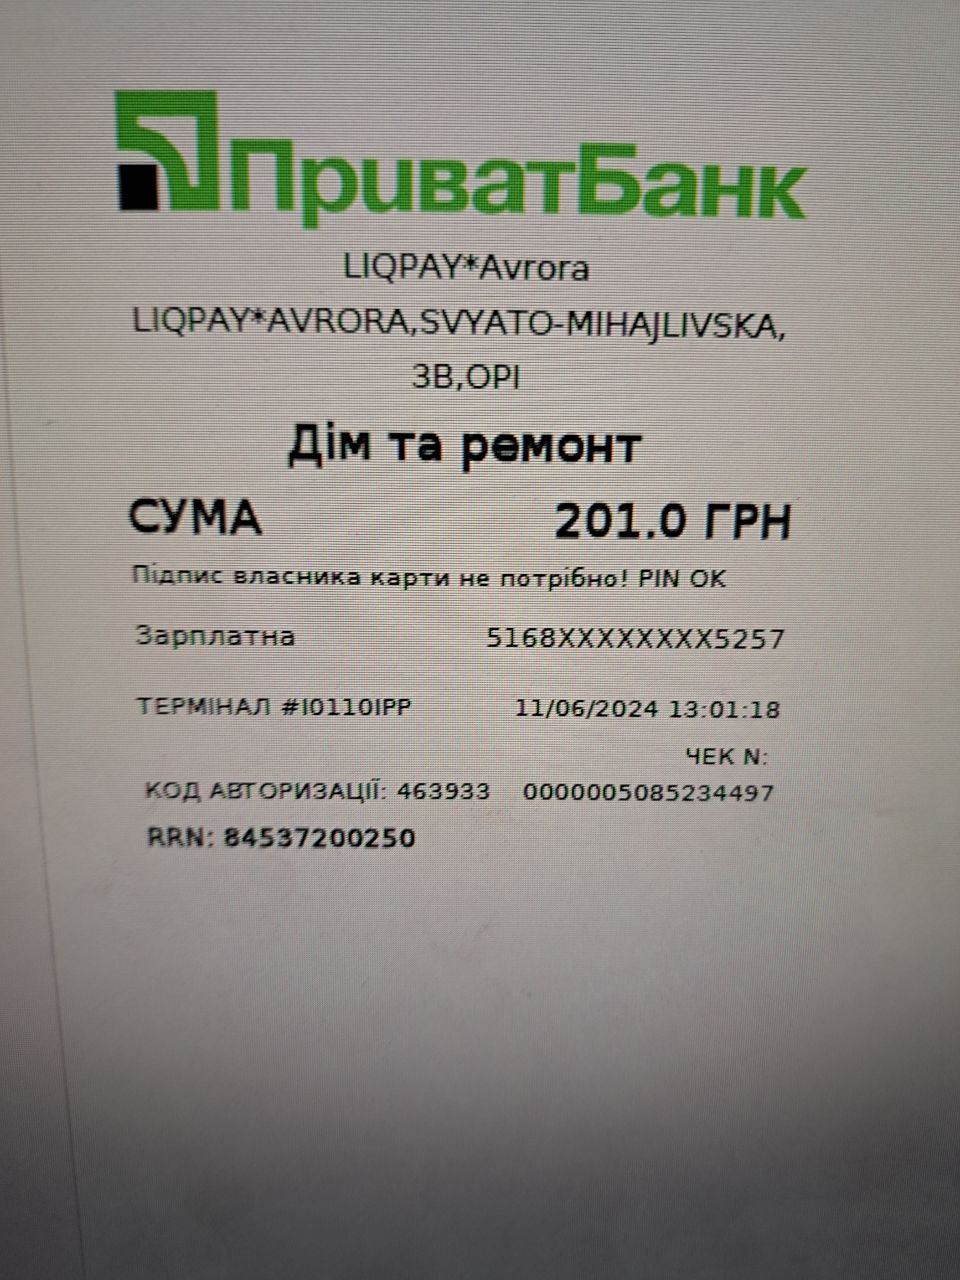 ПриватБанк
LIQPAY*Avrora
LIQPAY*AVRORA,SVYATO-MIHAJLIVSKA,
3B,OPI
Дім та ремонт
СУМА 201.0 ГРН
Підпис власника карти не потрібно! PIN OK
Зарплатна 5168XXXXXXXX5257
ТЕРМІНАЛ #I0110IPP 11/06/2024 13:01:18
ЧЕК N:
КОД АВТОРИЗАЦІЇ: 463933 0000005085234497
RRN: 84537200250